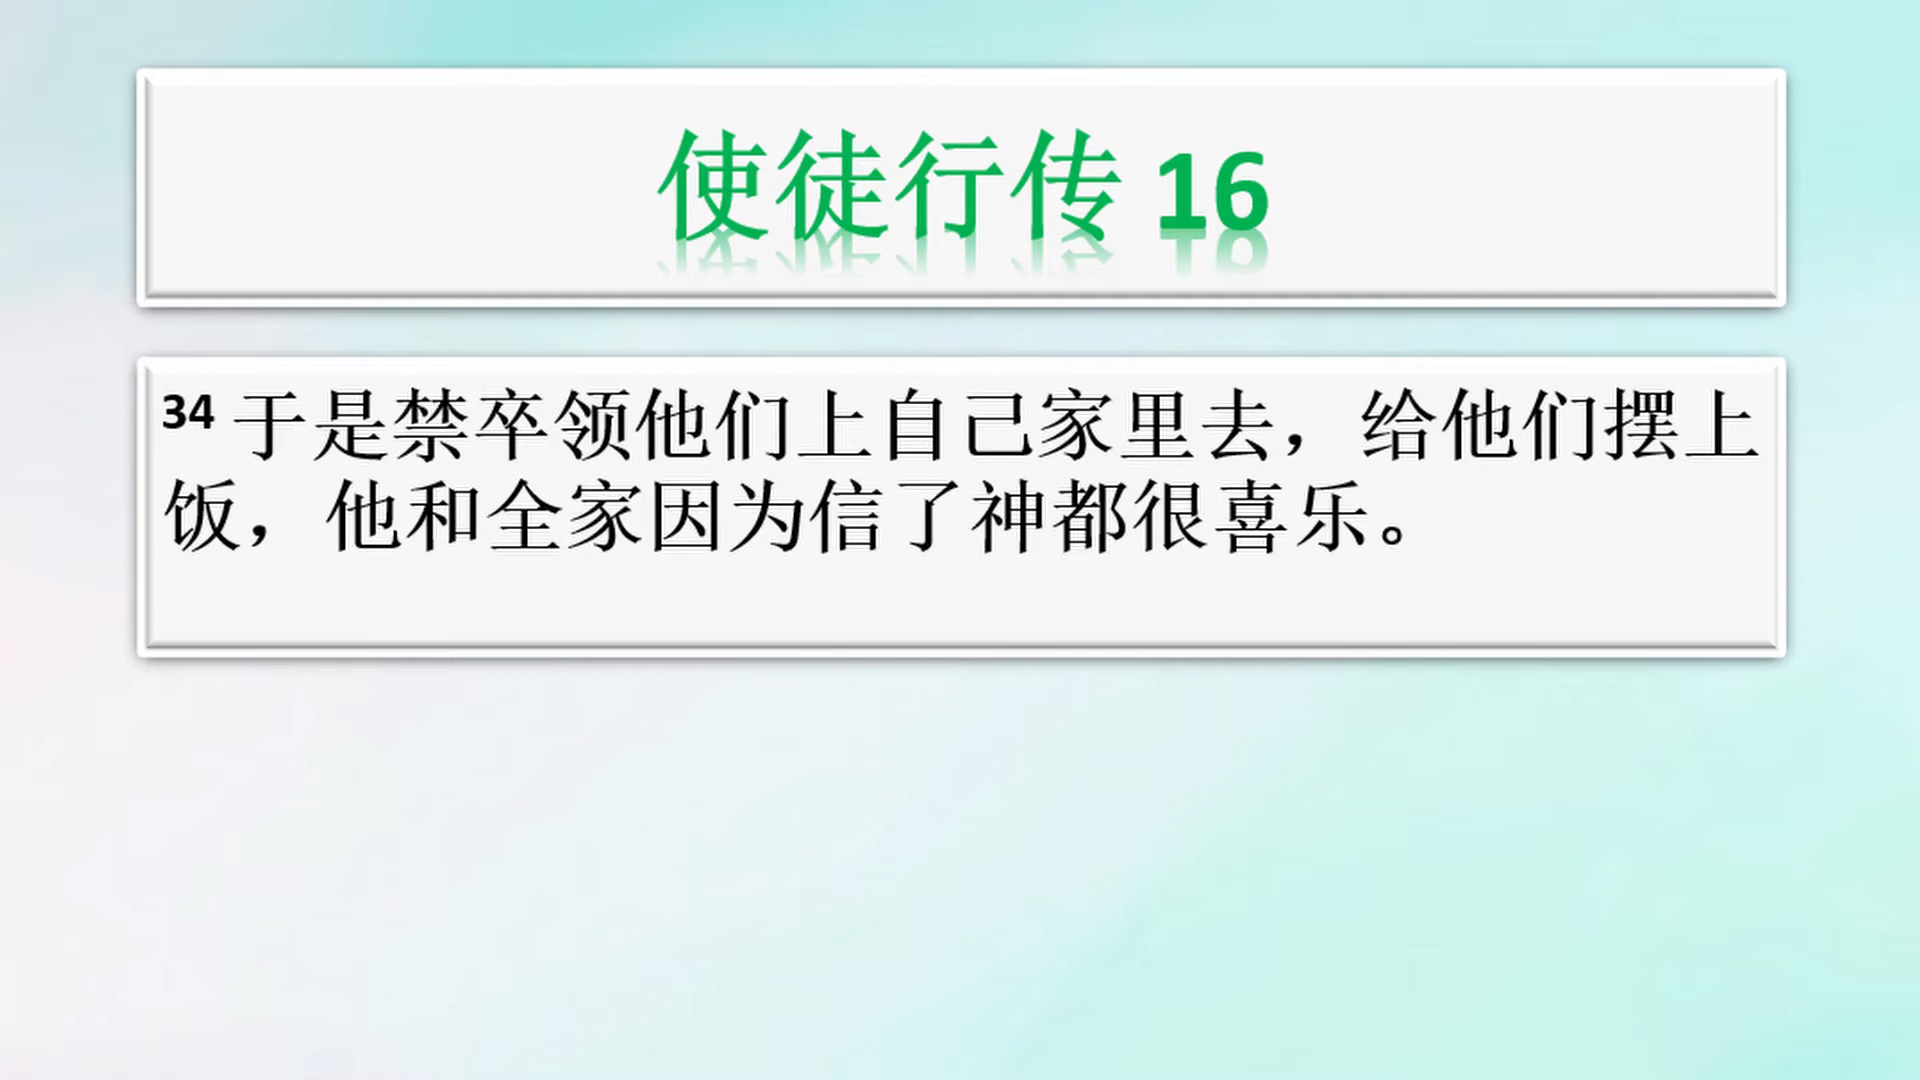 使徒行传 16
34 于是禁卒领他们上自己家里去，给他们摆上
饭，他和全家因为信了神都很喜乐。